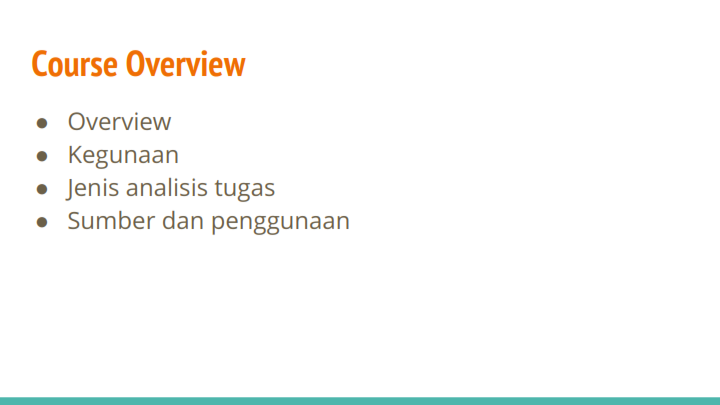 Course Overview
● Overview
● Kegunaan
● Jenis analisis tugas
● Sumber dan penggunaan